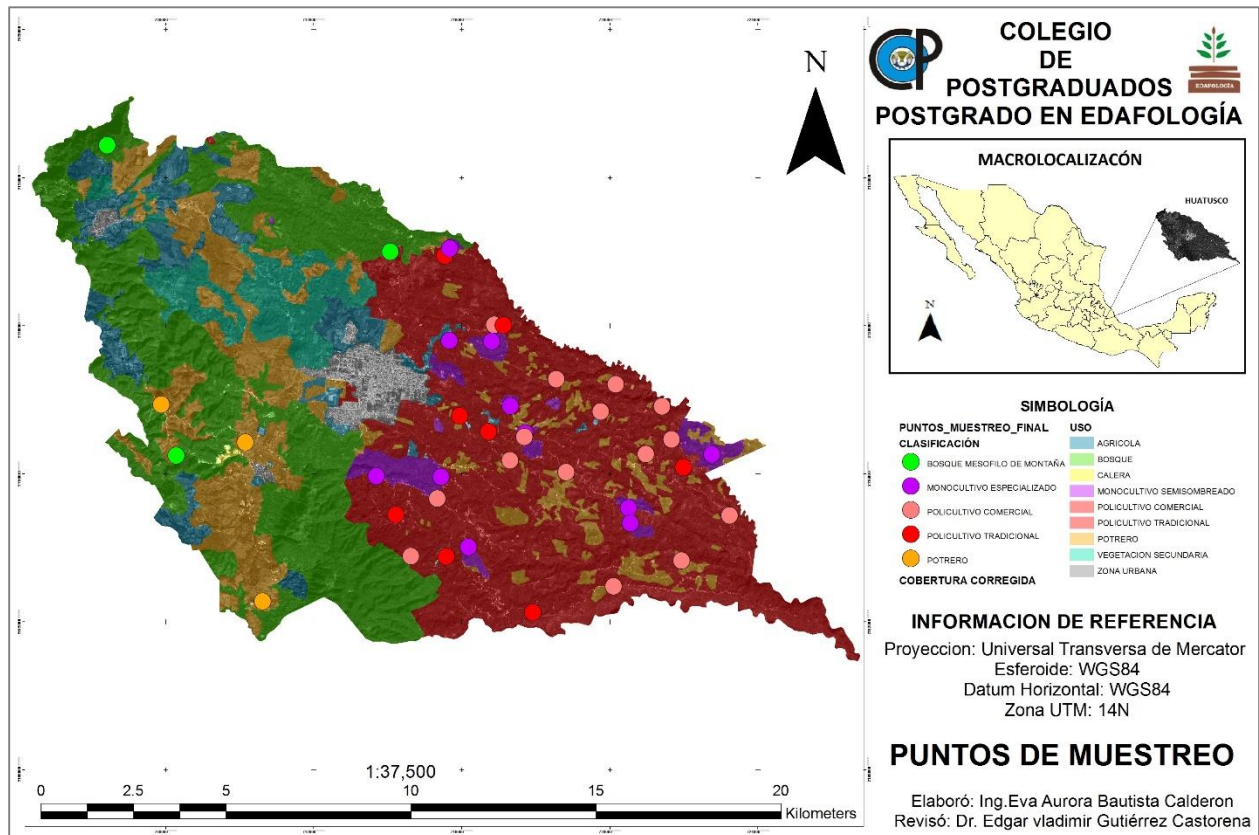 N
1:37,500
0 2.5 5 10 15 20
Kilometers
CP
EDAFOLOGÍA
COLEGIO
DE
POSTGRADUADOS
POSTGRADO EN EDAFOLOGÍA
MACROLOCALIZACÓN
HUATUSCO
N
SIMBOLOGÍA
PUNTOS_MUESTREO_FINAL
CLASIFICACIÓN
BOSQUE MESOFILO DE MONTAÑA
MONOCULTIVO ESPECIALIZADO
POLICULTIVO COMERCIAL
POLICULTIVO TRADICIONAL
POTRERO
COBERTURA CORREGIDA
USO
AGRICOLA
BOSQUE
CALERA
MONOCULTIVO SEMISOMBREADO
POLICULTIVO COMERCIAL
POLICULTIVO TRADICIONAL
POTRERO
VEGETACION SECUNDARIA
ZONA URBANA
INFORMACION DE REFERENCIA
Proyeccion: Universal Transversa de Mercator
Esferoide: WGS84
Datum Horizontal: WGS84
Zona UTM: 14N
PUNTOS DE MUESTREO
Elaboró: Ing.Eva Aurora Bautista Calderon
Revisó: Dr. Edgar vladimir Gutiérrez Castorena